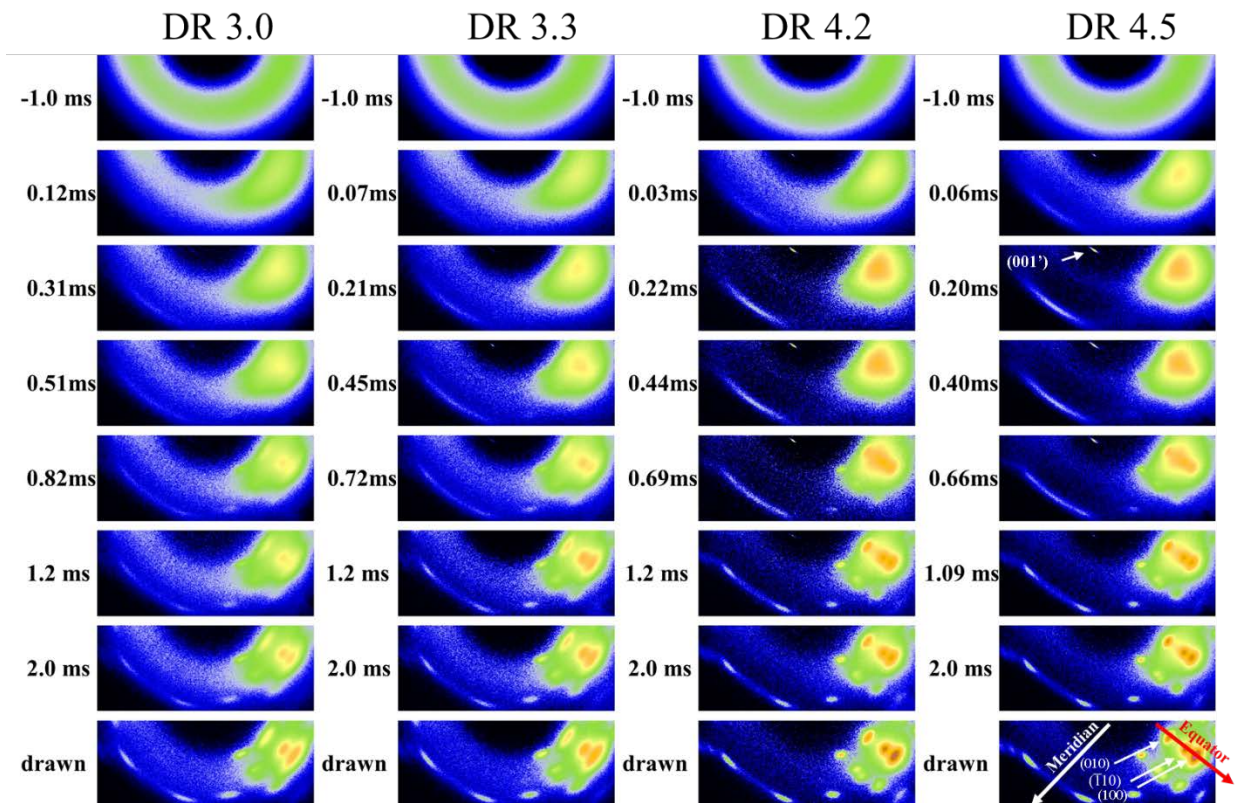 DR 3.0 DR 3.3 DR 4.2 DR 4.5
-1.0 ms -1.0 ms -1.0 ms -1.0 ms
0.12ms 0.07ms 0.03ms 0.06ms
(001')
0.31ms 0.21ms 0.22ms 0.20ms
0.51ms 0.45ms 0.44ms 0.40ms
0.82ms 0.72ms 0.69ms 0.66ms
1.2 ms 1.2 ms 1.2 ms 1.09 ms
2.0 ms 2.0 ms 2.0 ms 2.0 ms
drawn drawn drawn drawn
Meridian
Equator
(010)
(1̄10)
(100)